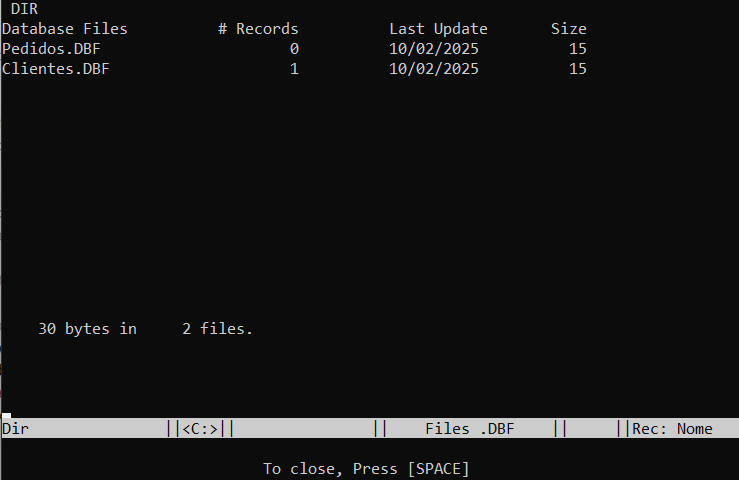 DIR
Database Files # Records Last Update Size
Pedidos.DBF 0 10/02/2025 15
Clientes.DBF 1 10/02/2025 15
30 bytes in 2 files.
Dir ||<C:>|| || Files .DBF || ||Rec: Nome
To close, Press [SPACE]